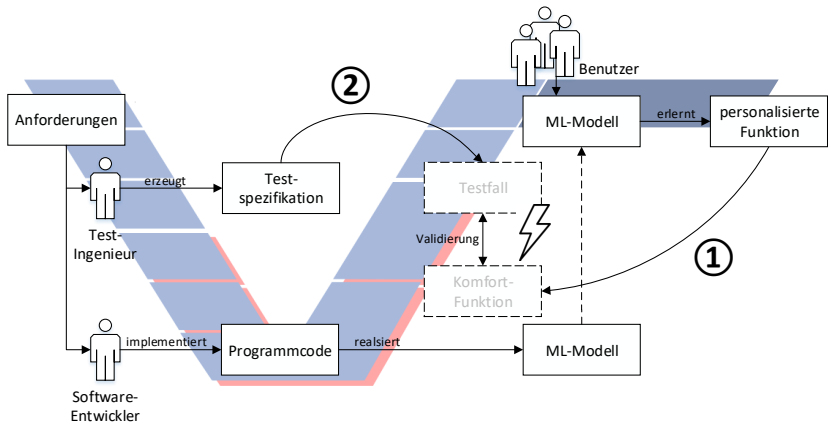 Benutzer
②
Anforderungen
ML-Modell
erlernt
personalisierte
Funktion
erzeugt
Test-
spezifikation
Testfall
Test-
Ingenieur
Validierung
①
Komfort-
Funktion
implementiert
Programmcode
realsiert
ML-Modell
Software-
Entwickler